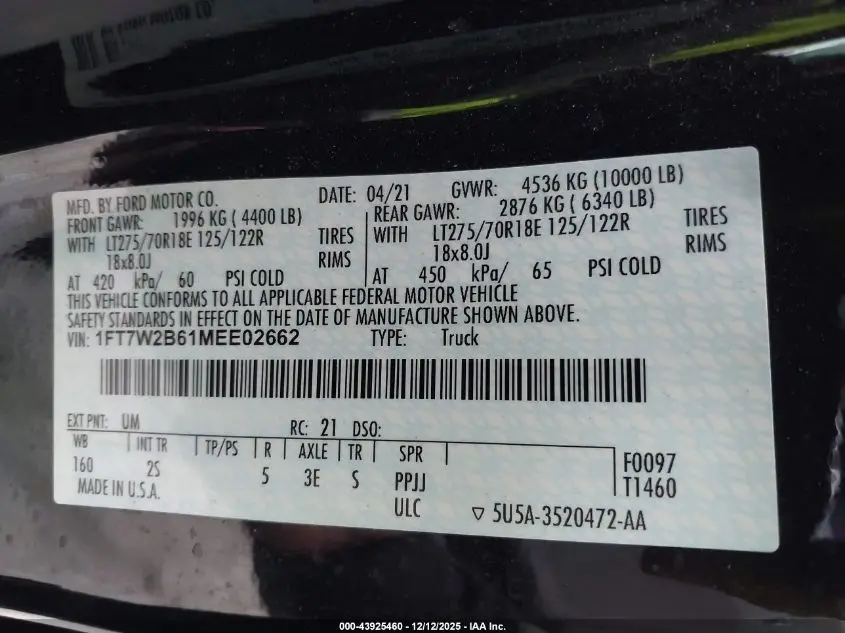 MFD. BY FORD MOTOR CO.
DATE: 04/21 GVWR: 4536 KG (10000 LB)
FRONT GAWR: 1996 KG ( 4400 LB) REAR GAWR: 2876 KG ( 6340 LB)
WITH LT275/70R18E 125/122R TIRES WITH LT275/70R18E 125/122R TIRES
18x8.0J RIMS 18x8.0J RIMS
AT 420 kPa/ 60 PSI COLD AT 450 kPa/ 65 PSI COLD
THIS VEHICLE CONFORMS TO ALL APPLICABLE FEDERAL MOTOR VEHICLE
SAFETY STANDARDS IN EFFECT ON THE DATE OF MANUFACTURE SHOWN ABOVE.
VIN: 1FT7W2B61MEE02662 TYPE: Truck
EXT PNT: UM RC: 21 DSO:
WB INT TR TP/PS R AXLE TR SPR
160 2S 5 3E S PPJJ F0097
MADE IN U.S.A. ULC T1460
5U5A-3520472-AA
000-43925460 - 12/12/2025 - IAA Inc.